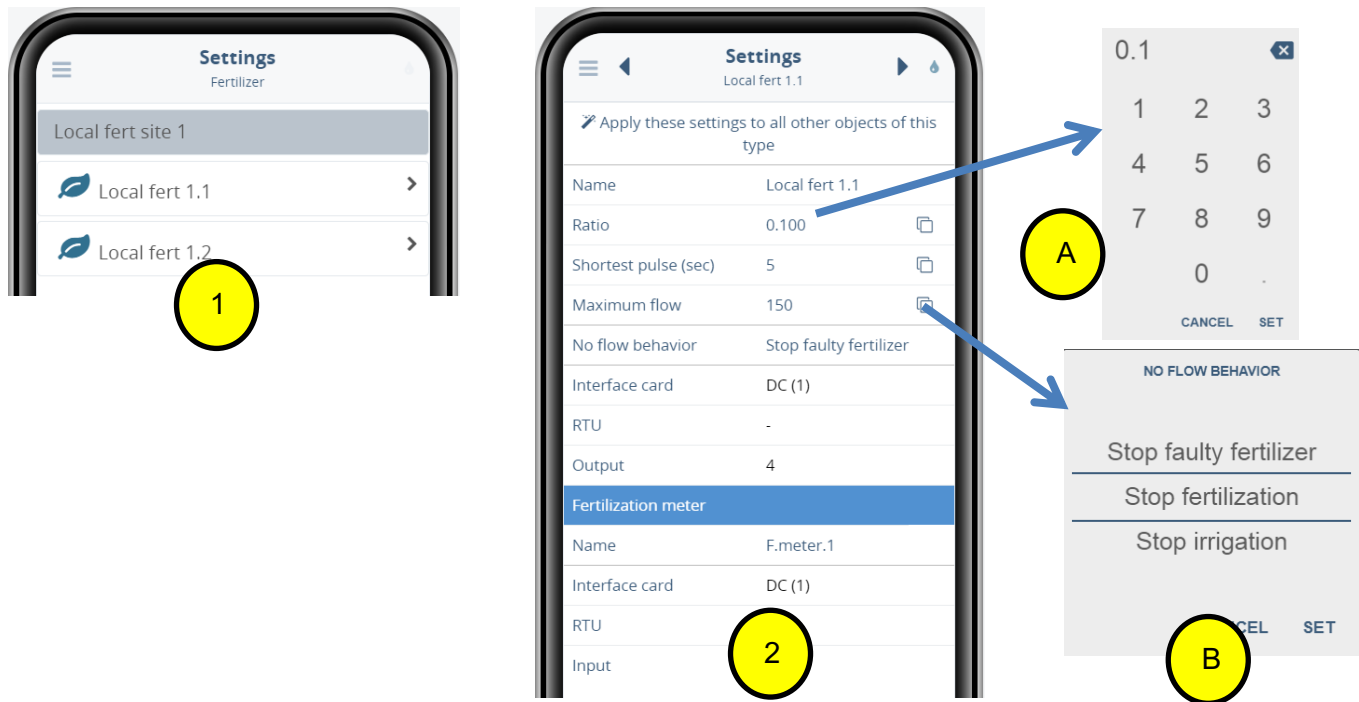 Settings
Fertilizer
Local fert site 1
Local fert 1.1
Local fert 1.2
1
Settings
Local fert 1.1
Apply these settings to all other objects of this
type
Name Local fert 1.1
Ratio 0.100
Shortest pulse (sec) 5
Maximum flow 150
No flow behavior Stop faulty fertilizer
Interface card DC (1)
RTU -
Output 4
Fertilization meter
Name F.meter.1
Interface card DC (1)
RTU
Input
2
0.1
1 2 3
4 5 6
7 8 9
0 .
CANCEL SET
A
NO FLOW BEHAVIOR
Stop faulty fertilizer
Stop fertilization
Stop irrigation
SET
B